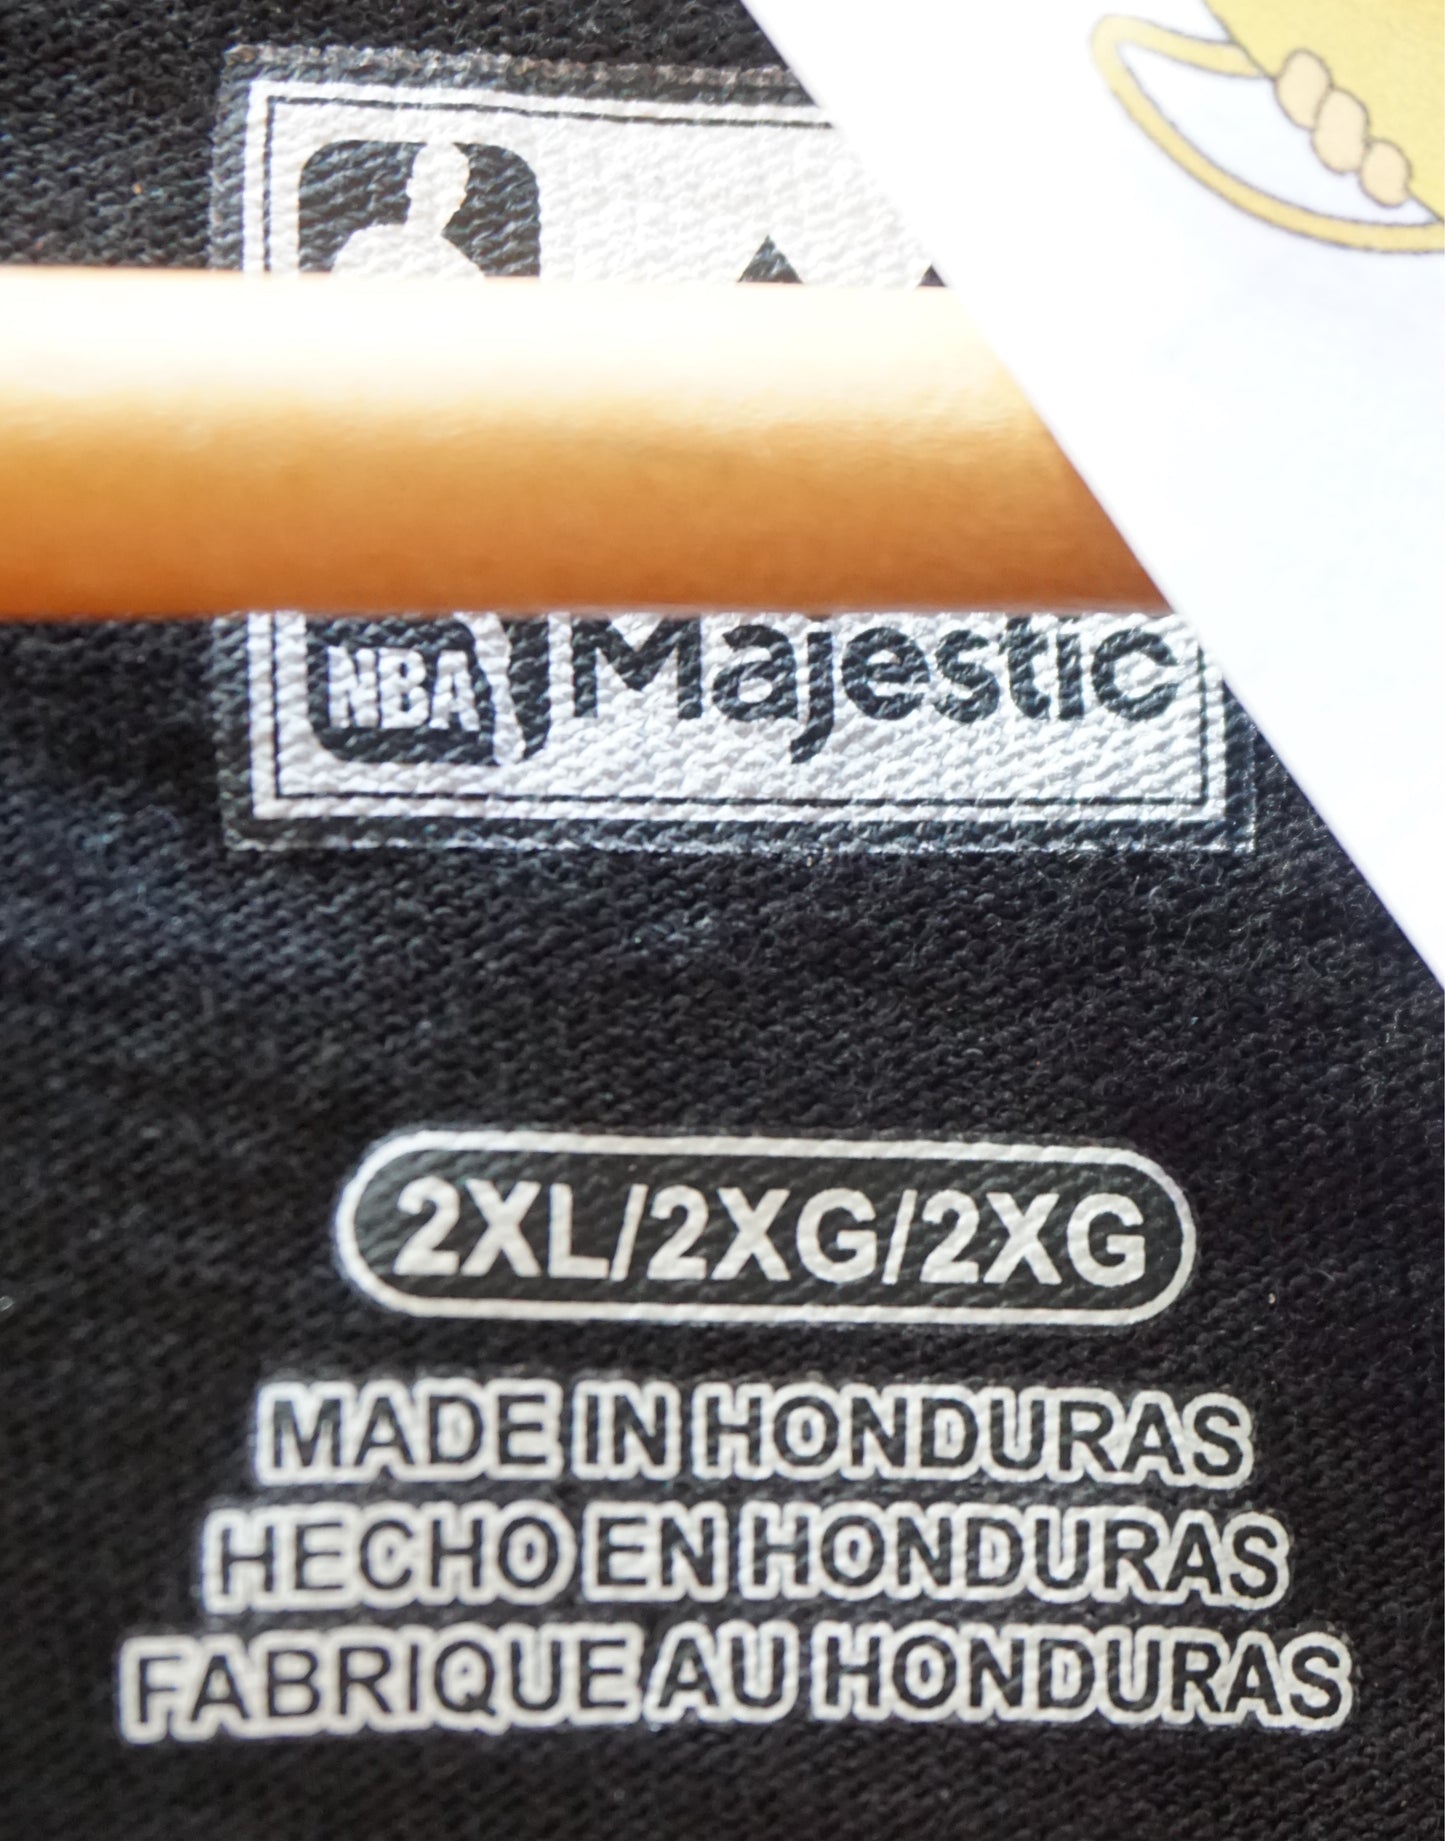 NBA Majestic
2XL/2XG/2XG
MADE IN HONDURAS
HECHO EN HONDURAS
FABRIQUE AU HONDURAS